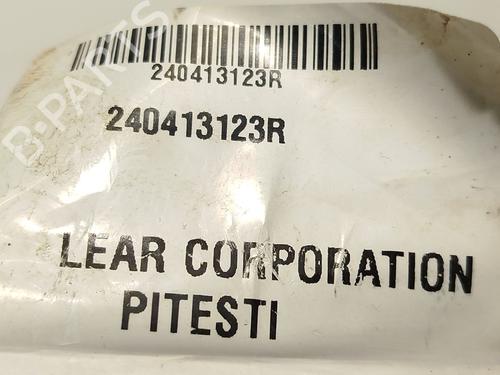 240413123R
240413123R
LEAR CORPORATION
PITESTI
B-PARTS